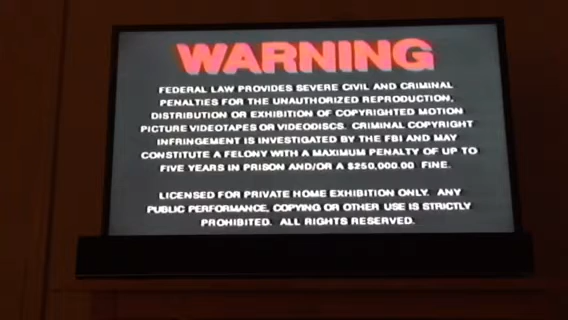 WARNING
FEDERAL LAW PROVIDES SEVERE CIVIL AND CRIMINAL
PENALTIES FOR THE UNAUTHORIZED REPRODUCTION,
DISTRIBUTION OR EXHIBITION OF COPYRIGHTED MOTION
PICTURE VIDEOTAPES OR VIDEODISCS. CRIMINAL COPYRIGHT
INFRINGEMENT IS INVESTIGATED BY THE FBI AND MAY
CONSTITUTE A FELONY WITH A MAXIMUM PENALTY OF UP TO
FIVE YEARS IN PRISON AND/OR A $250,000.00 FINE.
LICENSED FOR PRIVATE HOME EXHIBITION ONLY. ANY
PUBLIC PERFORMANCE, COPYING OR OTHER USE IS STRICTLY
PROHIBITED. ALL RIGHTS RESERVED.